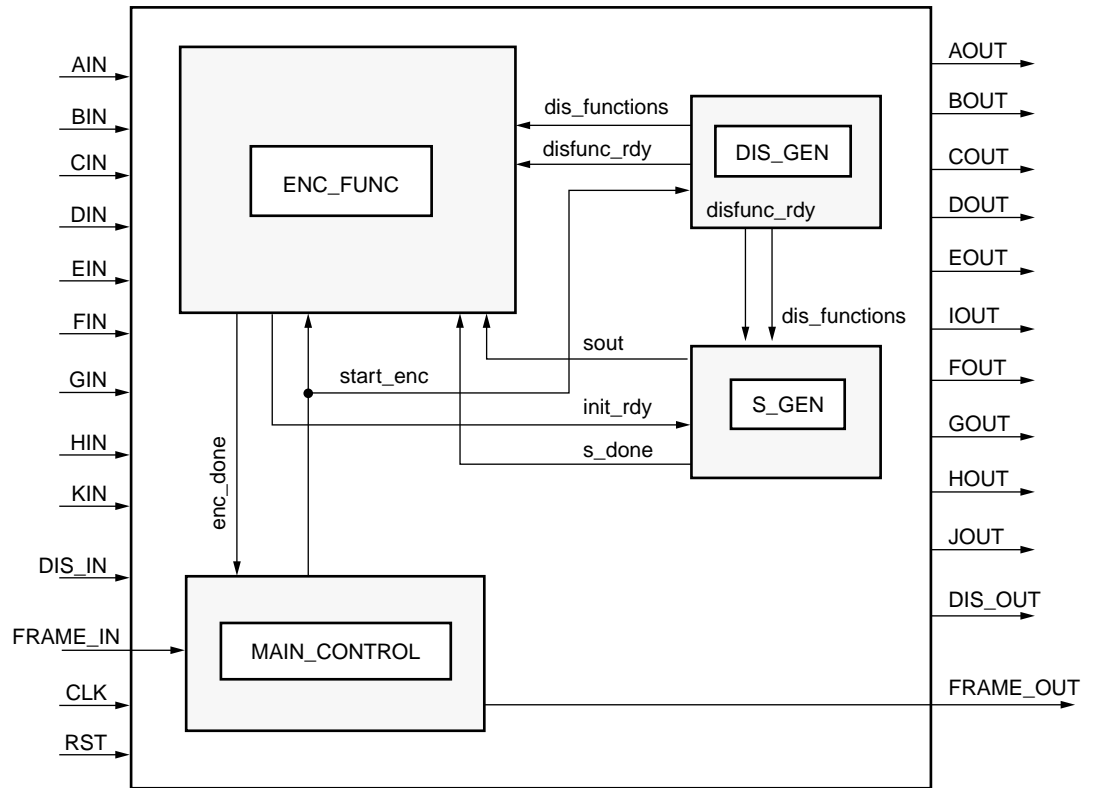 AIN
BIN
CIN
DIN
EIN
FIN
GIN
HIN
KIN
DIS_IN
FRAME_IN
CLK
RST
ENC_FUNC
dis_functions
disfunc_rdy
DIS_GEN
disfunc_rdy
dis_functions
sout
start_enc
init_rdy
s_done
S_GEN
enc_done
MAIN_CONTROL
AOUT
BOUT
COUT
DOUT
EOUT
IOUT
FOUT
GOUT
HOUT
JOUT
DIS_OUT
FRAME_OUT